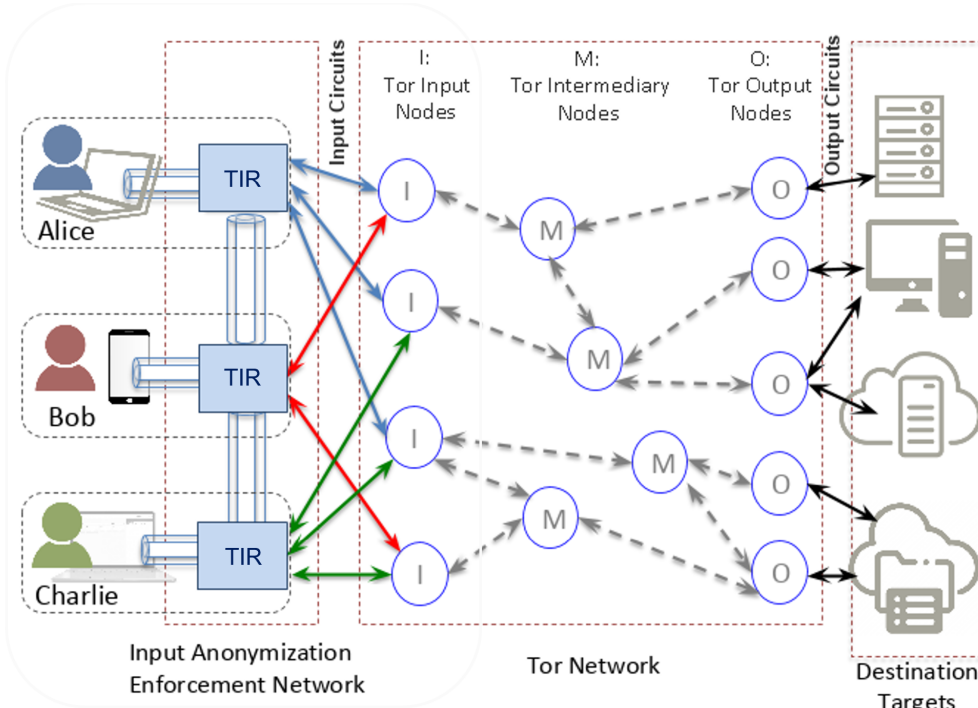 Input Circuits
I:
Tor Input
Nodes
M:
Tor Intermediary
Nodes
O:
Tor Output
Nodes
Output Circuits
Alice
TIR
Bob
TIR
Charlie
TIR
I
I
I
I
M
M
M
M
O
O
O
O
O
Input Anonymization
Enforcement Network
Tor Network
Destination
Targets